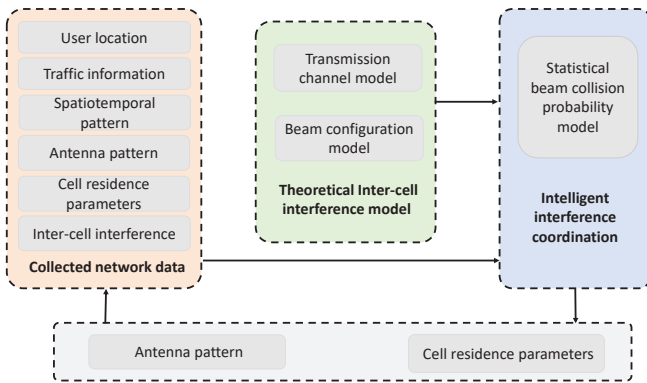 User location
Traffic information
Spatiotemporal
pattern
Antenna pattern
Cell residence
parameters
Inter-cell interference
Collected network data
Transmission
channel model
Beam configuration
model
Theoretical Inter-cell
interference model
Statistical
beam collision
probability
model
Intelligent
interference
coordination
Antenna pattern
Cell residence parameters